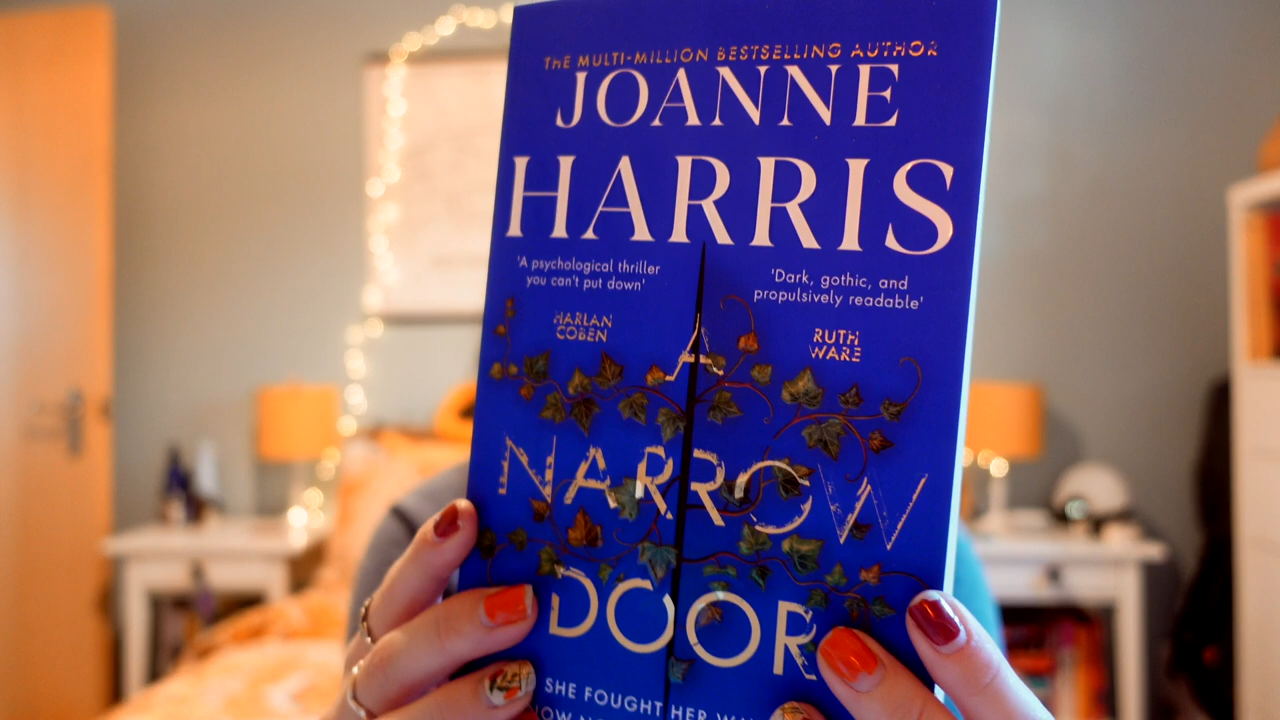 THE MULTI-MILLION BESTSELLING AUTHOR
JOANNE
HARRIS
'A psychological thriller
you can't put down'
HARLAN
COBEN
'Dark, gothic, and
propulsively readable'
RUTH
WARE
A
NARROW
DOOR
SHE FOUGHT HER